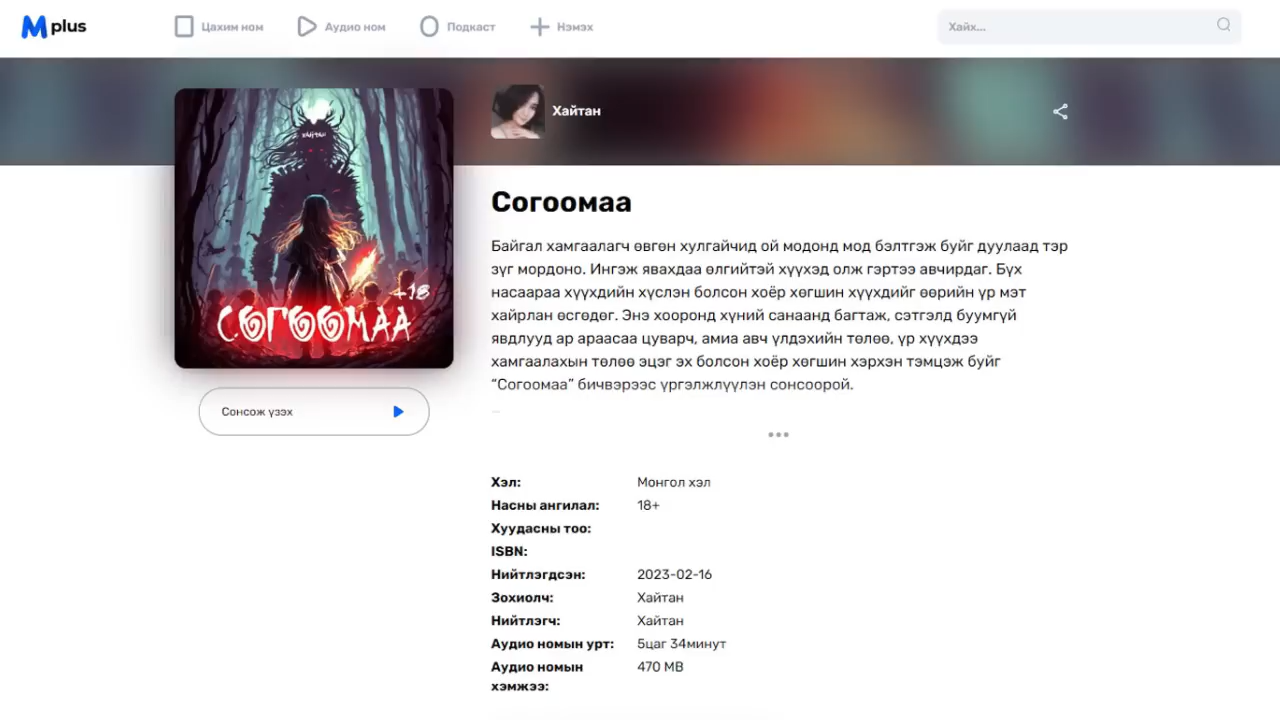 M plus
Цахим ном
Аудио ном
Подкаст
Нэмэх
Хайх...
Хайтан
ХАЙТАН
+18
СОГООМАА
Сонсож үзэх
Согоомаа
Байгал хамгаалагч өвгөн хулгайчид ой модонд мод бэлтгэж буйг дуулаад тэр
зүг мордоно. Ингэж явахдаа өлгийтэй хүүхэд олж гэртээ авчирдаг. Бүх
насаараа хүүхдийн хүслэн болсон хоёр хөгшин хүүхдийг өөрийн үр мэт
хайрлан өсгөдөг. Энэ хооронд хүний санаанд багтаж, сэтгэлд буумгүй
явдлууд ар араасаа цуварч, амиа авч үлдэхийн төлөө, үр хүүхдээ
хамгаалахын төлөө эцэг эх болсон хоёр хөгшин хэрхэн тэмцэж буйг
“Согоомаа” бичвэрээс үргэлжлүүлэн сонсоорой.
...
Хэл: Монгол хэл
Насны ангилал: 18+
Хуудасны тоо:
ISBN:
Нийтлэгдсэн: 2023-02-16
Зохиолч: Хайтан
Нийтлэгч: Хайтан
Аудио номын урт: 5цаг 34минут
Аудио номын 470 MB
хэмжээ: